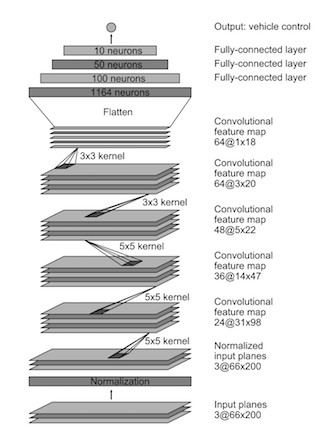 Output: vehicle control
10 neurons
Fully-connected layer
50 neurons
Fully-connected layer
100 neurons
Fully-connected layer
1164 neurons
Flatten
Convolutional
feature map
64@1x18
3x3 kernel
Convolutional
feature map
64@3x20
3x3 kernel
Convolutional
feature map
48@5x22
5x5 kernel
Convolutional
feature map
36@14x47
5x5 kernel
Convolutional
feature map
24@31x98
5x5 kernel
Normalized
input planes
3@66x200
Normalization
Input planes
3@66x200